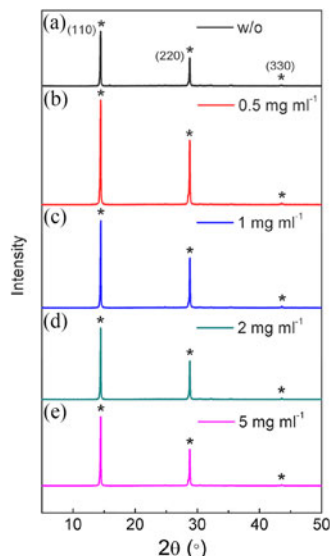 (a) (110) * — w/o
(220) * (330) *
(b) * — 0.5 mg ml⁻¹
* *
(c) * — 1 mg ml⁻¹
* *
(d) * — 2 mg ml⁻¹
* *
(e) * — 5 mg ml⁻¹
* *
Intensity
10 20 30 40 50
2θ (°)